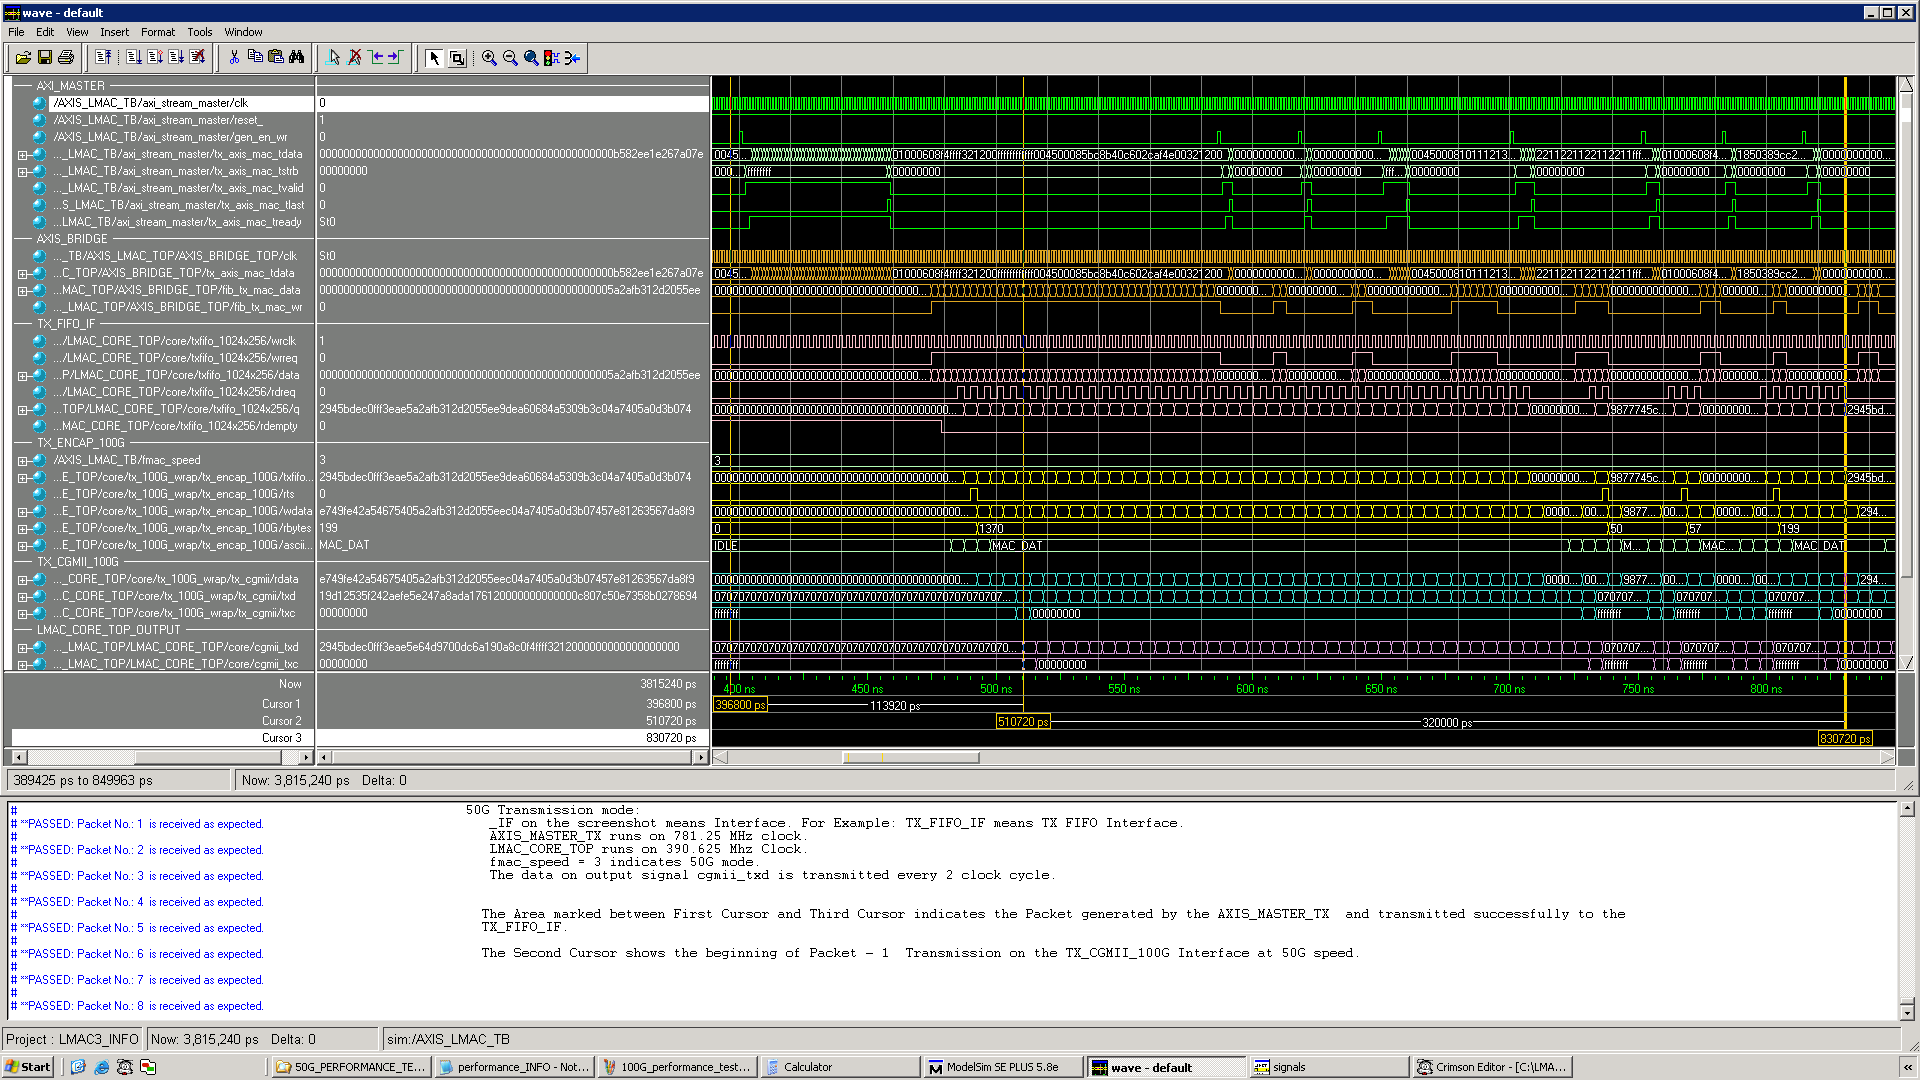 wave - default
File Edit View Insert Format Tools Window
AXI_MASTER
/AXIS_LMAC_TB/axi_stream_master/clk 0
/AXIS_LMAC_TB/axi_stream_master/reset_ 1
/AXIS_LMAC_TB/axi_stream_master/gen_en_wr 0
..._LMAC_TB/axi_stream_master/tx_axis_mac_tdata
..._LMAC_TB/axi_stream_master/tx_axis_mac_tstrb 00000000
..._LMAC_TB/axi_stream_master/tx_axis_mac_tvalid 0
...S_LMAC_TB/axi_stream_master/tx_axis_mac_tlast 0
...LMAC_TB/axi_stream_master/tx_axis_mac_tready St0
AXIS_BRIDGE
..._TB/AXIS_LMAC_TOP/AXIS_BRIDGE_TOP/clk St0
...C_TOP/AXIS_BRIDGE_TOP/tx_axis_mac_tdata
...MAC_TOP/AXIS_BRIDGE_TOP/fib_tx_mac_data
..._LMAC_TOP/AXIS_BRIDGE_TOP/fib_tx_mac_wr 0
TX_FIFO_IF
.../LMAC_CORE_TOP/core/txfifo_1024x256/wrclk 1
.../LMAC_CORE_TOP/core/txfifo_1024x256/wrreq 0
...P/LMAC_CORE_TOP/core/txfifo_1024x256/data
.../LMAC_CORE_TOP/core/txfifo_1024x256/rdreq 0
...TOP/LMAC_CORE_TOP/core/txfifo_1024x256/q 2945bdec0fff3eae5a2afb312d2055ee9dea60684a5309b3c04a7405a0d3b074
...MAC_CORE_TOP/core/txfifo_1024x256/rdempty 0
TX_ENCAP_100G
/AXIS_LMAC_TB/fmac_speed 3 3
...E_TOP/core/tx_100G_wrap/tx_encap_100G/txfifo... 2945bdec0fff3eae5a2afb312d2055ee9dea60684a5309b3c04a7405a0d3b074
...E_TOP/core/tx_100G_wrap/tx_encap_100G/rts 0
...E_TOP/core/tx_100G_wrap/tx_encap_100G/wdata e749fe42a54675405a2afb312d2055eec04a7405a0d3b07457e81263567da8f9
...E_TOP/core/tx_100G_wrap/tx_encap_100G/rbytes 199 0 1370 50 57 199
...E_TOP/core/tx_100G_wrap/tx_encap_100G/ascii... MAC_DAT IDLE MAC_DAT M... MAC... MAC_DAT
TX_CGMII_100G
..._CORE_TOP/core/tx_100G_wrap/tx_cgmii/rdata e749fe42a54675405a2afb312d2055eec04a7405a0d3b07457e81263567da8f9
...C_CORE_TOP/core/tx_100G_wrap/tx_cgmii/txd 19d12535f242aefe5e247a8ada176120000000000000c807c50e7358b0278694
...C_CORE_TOP/core/tx_100G_wrap/tx_cgmii/txc 00000000
LMAC_CORE_TOP_OUTPUT
..._LMAC_TOP/LMAC_CORE_TOP/core/cgmii_txd
..._LMAC_TOP/LMAC_CORE_TOP/core/cgmii_txc 00000000
Now 3815240 ps 400 ns 450 ns 500 ns 550 ns 600 ns 650 ns 700 ns 750 ns 800 ns
Cursor 1 396800 ps 396800 ps 113920 ps
Cursor 2 510720 ps 510720 ps 320000 ps
Cursor 3 830720 ps 830720 ps
389425 ps to 849963 ps Now: 3,815,240 ps Delta: 0
#
# **PASSED: Packet No.: 1 is received as expected.
#
# **PASSED: Packet No.: 2 is received as expected.
#
# **PASSED: Packet No.: 3 is received as expected.
#
# **PASSED: Packet No.: 4 is received as expected.
#
# **PASSED: Packet No.: 5 is received as expected.
#
# **PASSED: Packet No.: 6 is received as expected.
#
# **PASSED: Packet No.: 7 is received as expected.
#
# **PASSED: Packet No.: 8 is received as expected.
50G Transmission mode:
_IF on the screenshot means Interface. For Example: TX_FIFO_IF means TX FIFO Interface.
AXIS_MASTER_TX runs on 781.25 MHz clock.
LMAC_CORE_TOP runs on 390.625 Mhz Clock.
fmac_speed = 3 indicates 50G mode.
The data on output signal cgmii_txd is transmitted every 2 clock cycle.
The Area marked between First Cursor and Third Cursor indicates the Packet generated by the AXIS_MASTER_TX and transmitted successfully to the
TX_FIFO_IF.
The Second Cursor shows the beginning of Packet - 1 Transmission on the TX_CGMII_100G Interface at 50G speed.
Project : LMAC3_INFO Now: 3,815,240 ps Delta: 0 sim:/AXIS_LMAC_TB
Start 50G_PERFORMANCE_TE... performance_INFO - Not... 100G_performance_test... Calculator ModelSim SE PLUS 5.8e wave - default signals Crimson Editor - [C:\LMA...